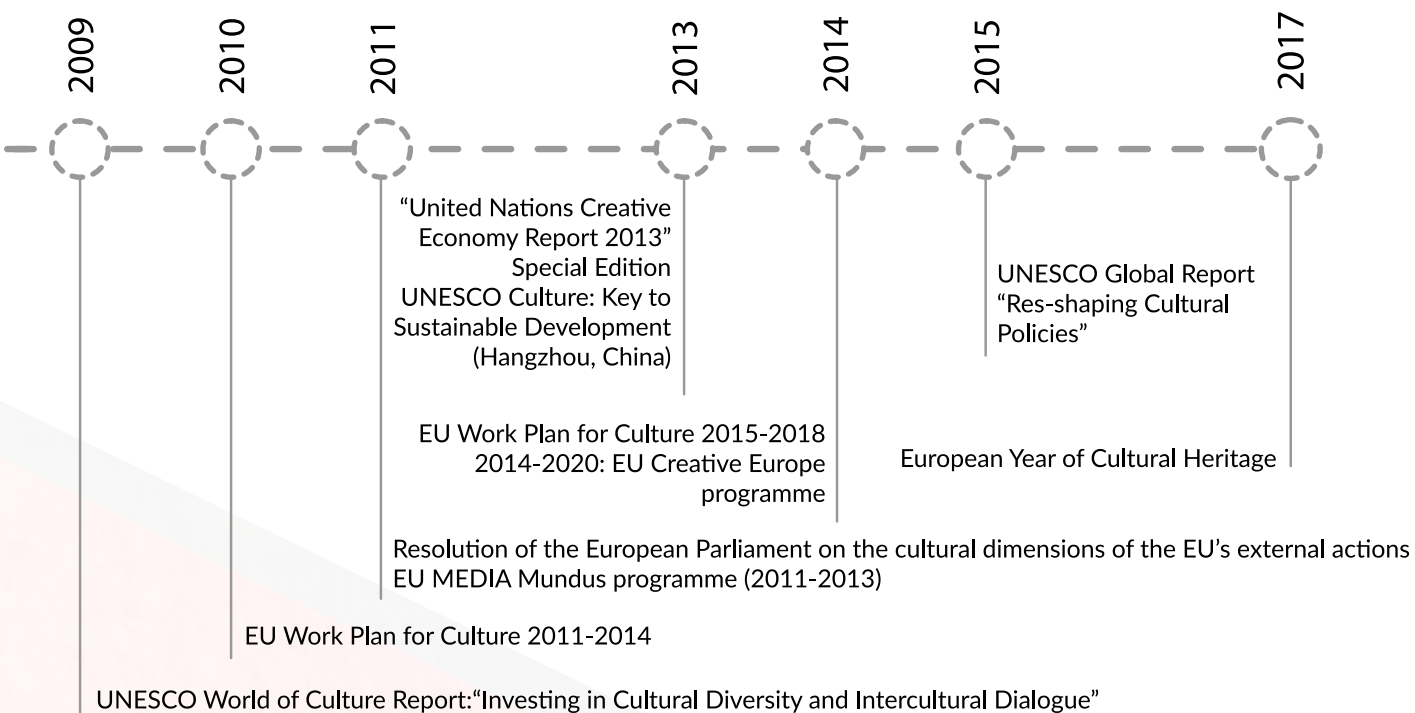 2009
2010
2011
2013
2014
2015
2017
“United Nations Creative
Economy Report 2013”
Special Edition
UNESCO Culture: Key to
Sustainable Development
(Hangzhou, China)
UNESCO Global Report
“Res-shaping Cultural
Policies”
EU Work Plan for Culture 2015-2018
2014-2020: EU Creative Europe
programme
European Year of Cultural Heritage
Resolution of the European Parliament on the cultural dimensions of the EU’s external actions
EU MEDIA Mundus programme (2011-2013)
EU Work Plan for Culture 2011-2014
UNESCO World of Culture Report:“Investing in Cultural Diversity and Intercultural Dialogue”